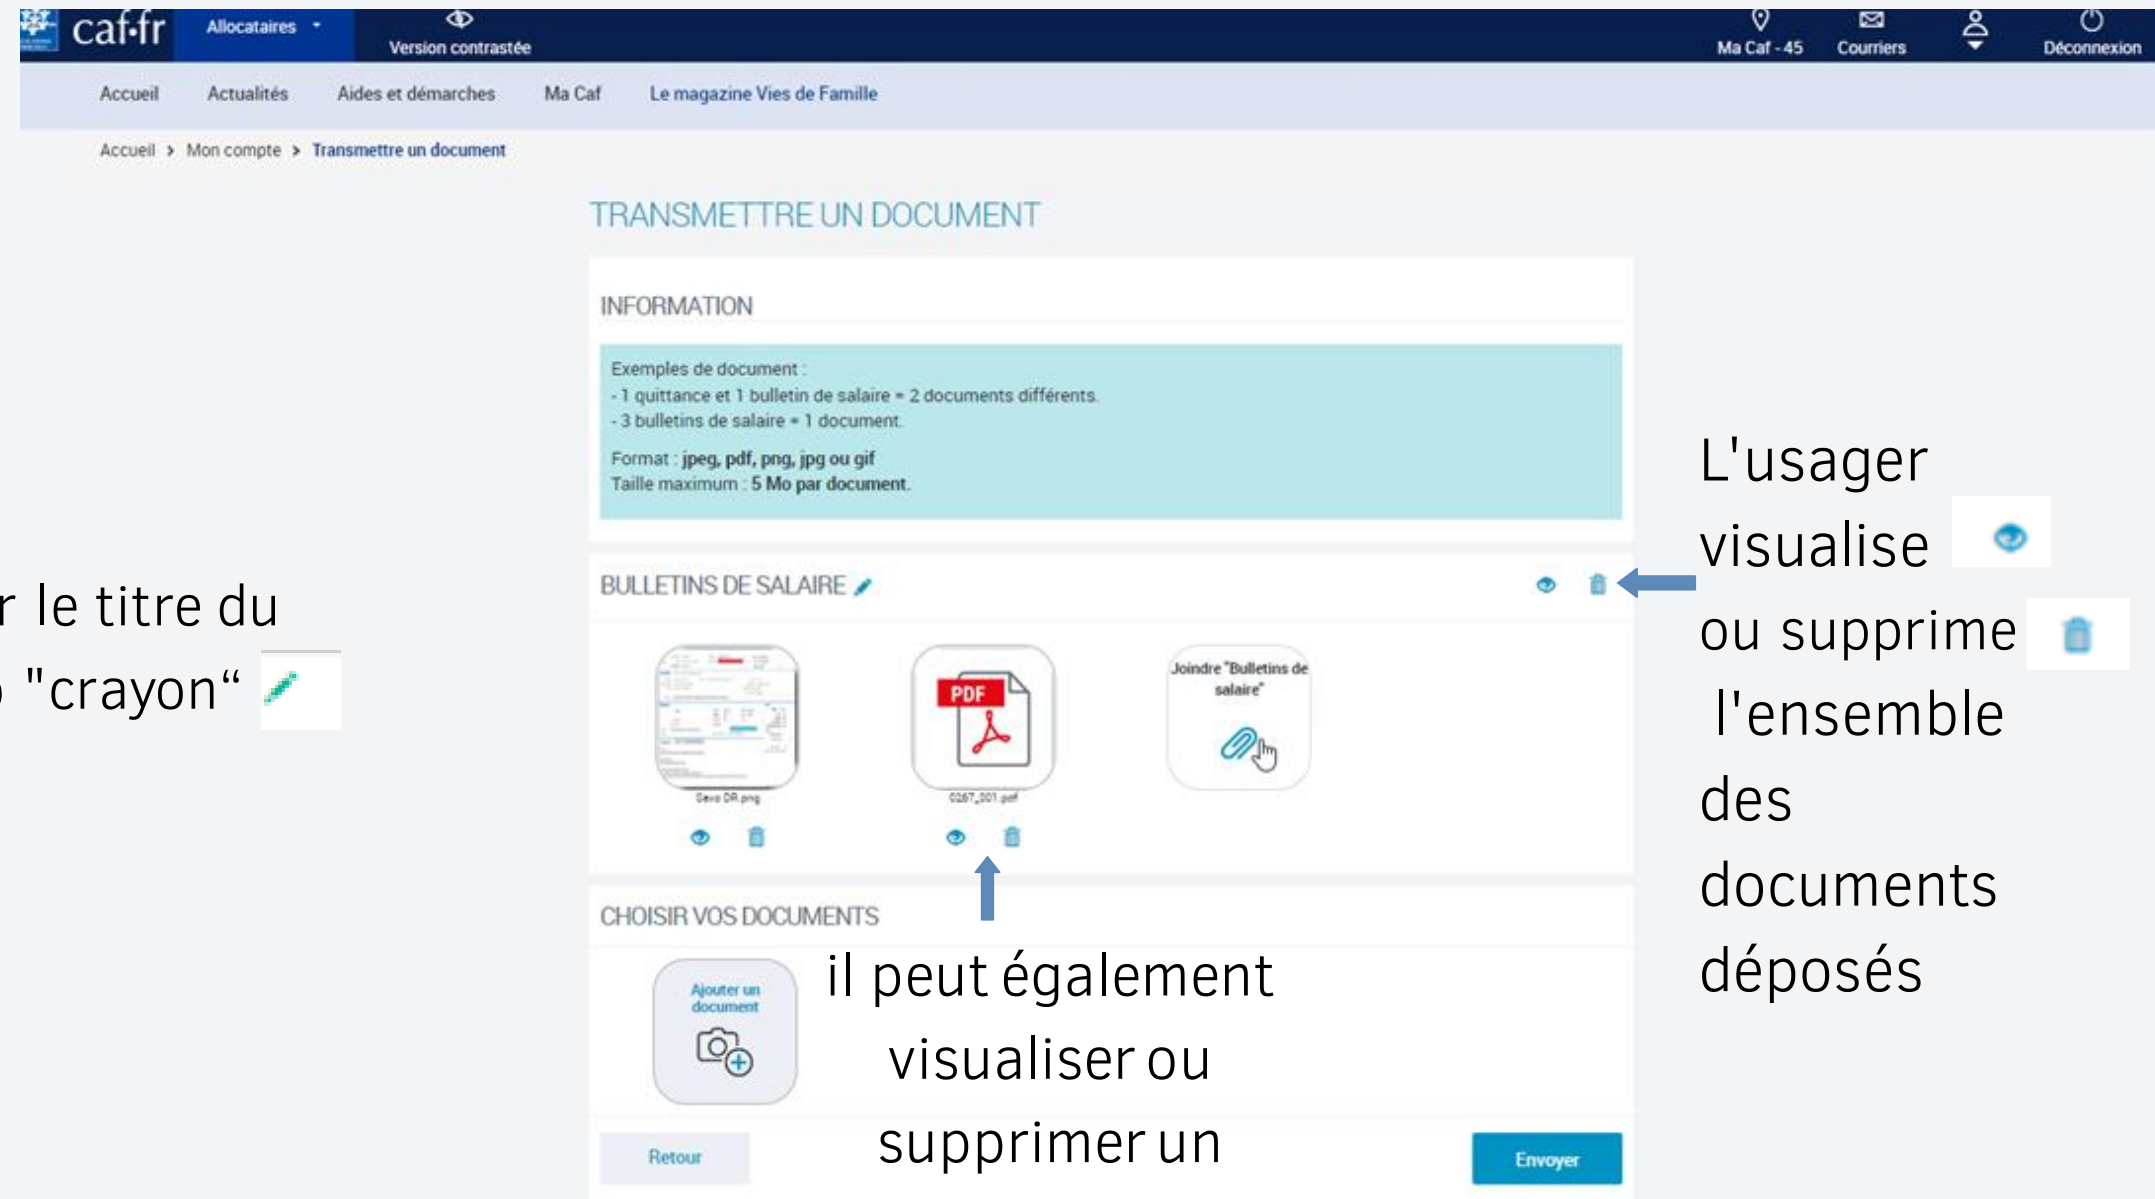 caf·fr
Allocataires
Version contrastée
Ma Caf - 45
Courriers
Déconnexion
Accueil
Actualités
Aides et démarches
Ma Caf
Le magazine Vies de Famille
Accueil > Mon compte > Transmettre un document
TRANSMETTRE UN DOCUMENT
INFORMATION
Exemples de document :
- 1 quittance et 1 bulletin de salaire = 2 documents différents.
- 3 bulletins de salaire = 1 document.
Format : jpeg, pdf, png, jpg ou gif
Taille maximum : 5 Mo par document.
r le titre du
"crayon“
BULLETINS DE SALAIRE
PDF
Joindre "Bulletins de
salaire"
DR.png
0267_001.pdf
L'usager
visualise
ou supprime
l'ensemble
des
documents
déposés
CHOISIR VOS DOCUMENTS
Ajouter un
document
il peut également
visualiser ou
supprimer un
Retour
Envoyer